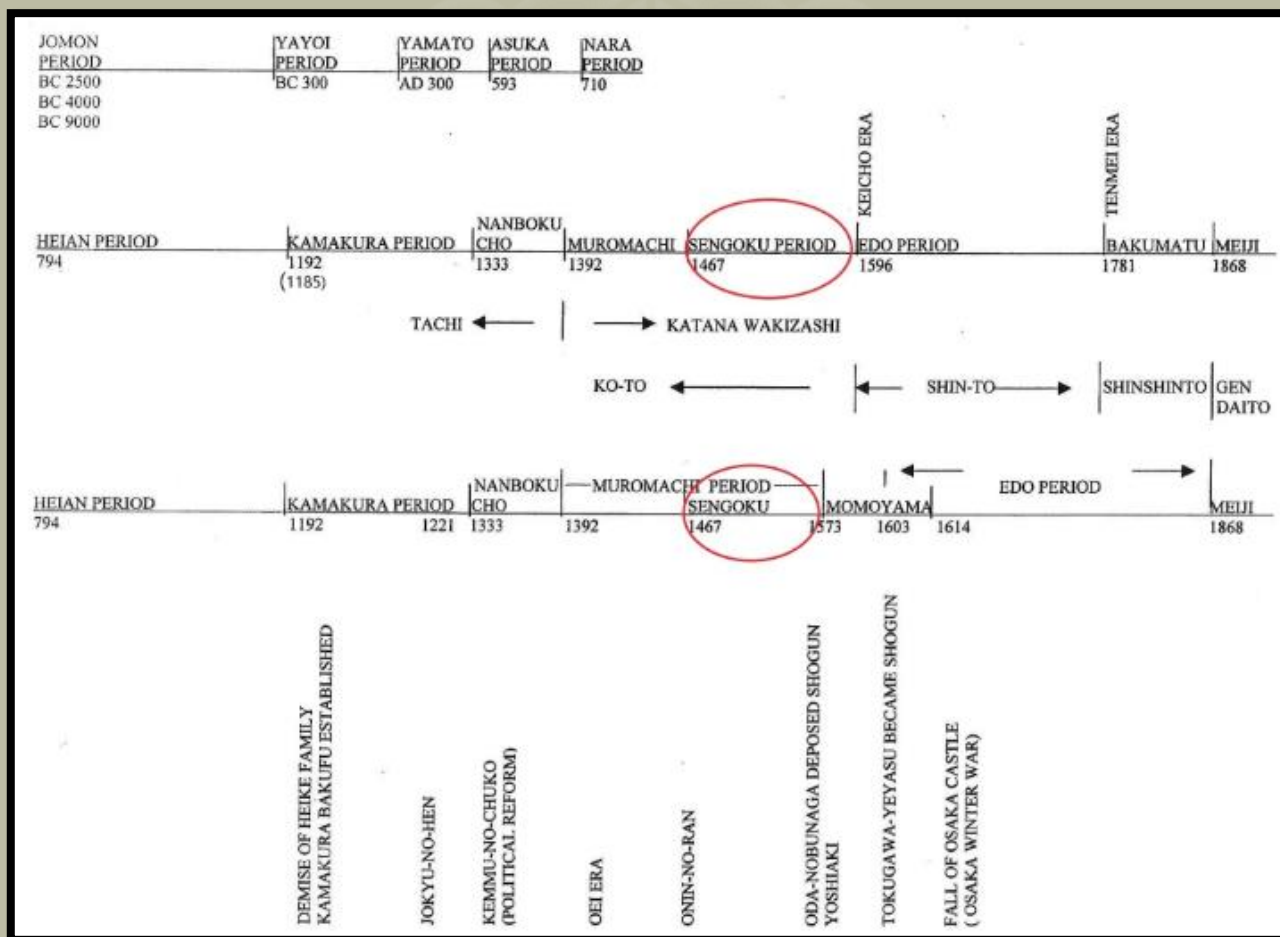 JOMON PERIOD
BC 2500
BC 4000
BC 9000
YAYOI PERIOD
BC 300
YAMATO PERIOD
AD 300
ASUKA PERIOD
593
NARA PERIOD
710
KEICHO ERA
TENMEI ERA
HEIAN PERIOD
794
KAMAKURA PERIOD
1192
(1185)
NANBOKU CHO
1333
MUROMACHI
1392
SENGOKU PERIOD
1467
EDO PERIOD
1596
BAKUMATU
1781
MEIJI
1868
TACHI
KATANA WAKIZASHI
KO-TO
SHIN-TO
SHINSHINTO
GEN DAITO
HEIAN PERIOD
794
KAMAKURA PERIOD
1192
1221
NANBOKU CHO
1333
MUROMACHI PERIOD
1392
SENGOKU
1467
1573
MOMOYAMA
1603
1614
EDO PERIOD
MEIJI
1868
DEMISE OF HEIKE FAMILY
KAMAKURA BAKUFU ESTABLISHED
JOKYU-NO-HEN
KEMMU-NO-CHUKO
(POLITICAL REFORM)
OEI ERA
ONIN-NO-RAN
ODA-NOBUNAGA DEPOSED SHOGUN
YOSHIAKI
TOKUGAWA-YEYASU BECAME SHOGUN
FALL OF OSAKA CASTLE
( OSAKA WINTER WAR)